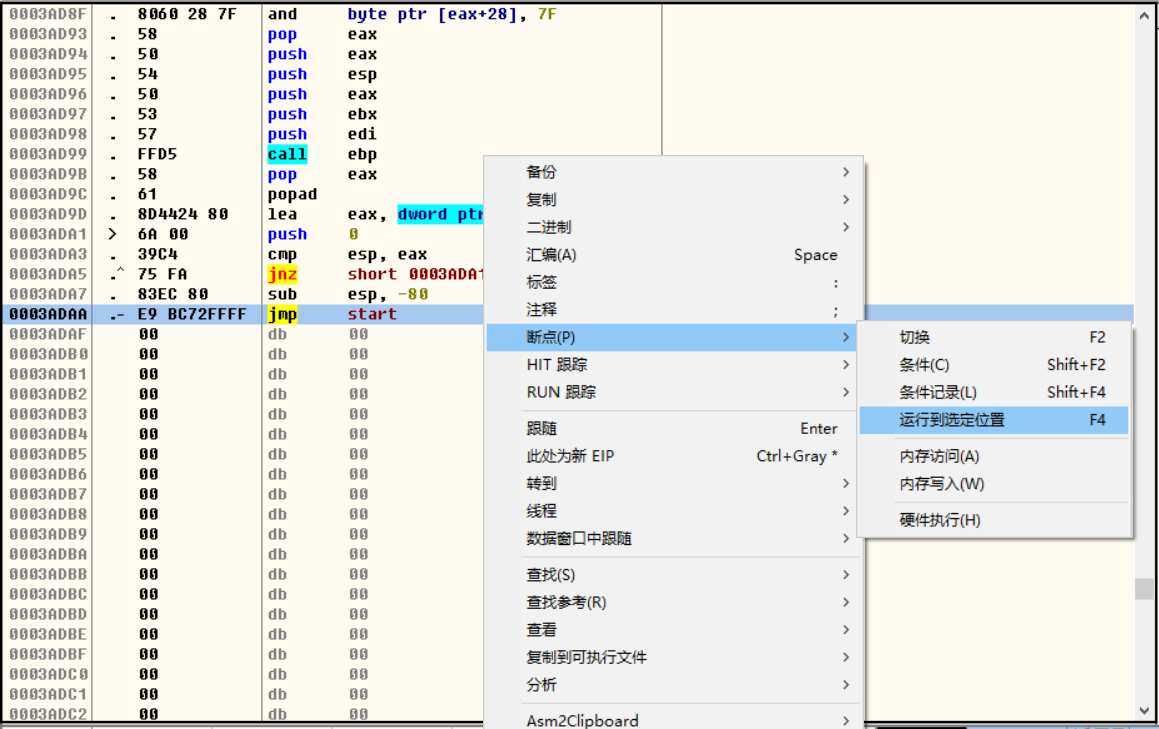 0003AD8F . 8060 28 7F and byte ptr [eax+28], 7F
0003AD93 . 58 pop eax
0003AD94 . 50 push eax
0003AD95 . 54 push esp
0003AD96 . 50 push eax
0003AD97 . 53 push ebx
0003AD98 . 57 push edi
0003AD99 . FFD5 call ebp
0003AD9B . 58 pop eax
0003AD9C . 61 popad
0003AD9D . 8D4424 80 lea eax, dword ptr
0003ADA1 > 6A 00 push 0
0003ADA3 . 39C4 cmp esp, eax
0003ADA5 .^ 75 FA jnz short 0003ADA1
0003ADA7 . 83EC 80 sub esp, -80
0003ADAA .- E9 BC72FFFF jmp start
0003ADAF 00 db 00
0003ADB0 00 db 00
0003ADB1 00 db 00
0003ADB2 00 db 00
0003ADB3 00 db 00
0003ADB4 00 db 00
0003ADB5 00 db 00
0003ADB6 00 db 00
0003ADB7 00 db 00
0003ADB8 00 db 00
0003ADB9 00 db 00
0003ADBA 00 db 00
0003ADBB 00 db 00
0003ADBC 00 db 00
0003ADBD 00 db 00
0003ADBE 00 db 00
0003ADBF 00 db 00
0003ADC0 00 db 00
0003ADC1 00 db 00
0003ADC2 00 db 00
备份 >
复制 >
二进制 >
汇编(A) Space
标签 :
注释 ;
断点(P) >
HIT 跟踪 >
RUN 跟踪 >
跟随 Enter
此处为新 EIP Ctrl+Gray *
转到 >
线程 >
数据窗口中跟随 >
查找(S) >
查找参考(R) >
查看 >
复制到可执行文件 >
分析 >
Asm2Clipboard >
切换 F2
条件(C) Shift+F2
条件记录(L) Shift+F4
运行到选定位置 F4
内存访问(A)
内存写入(W)
硬件执行(H)